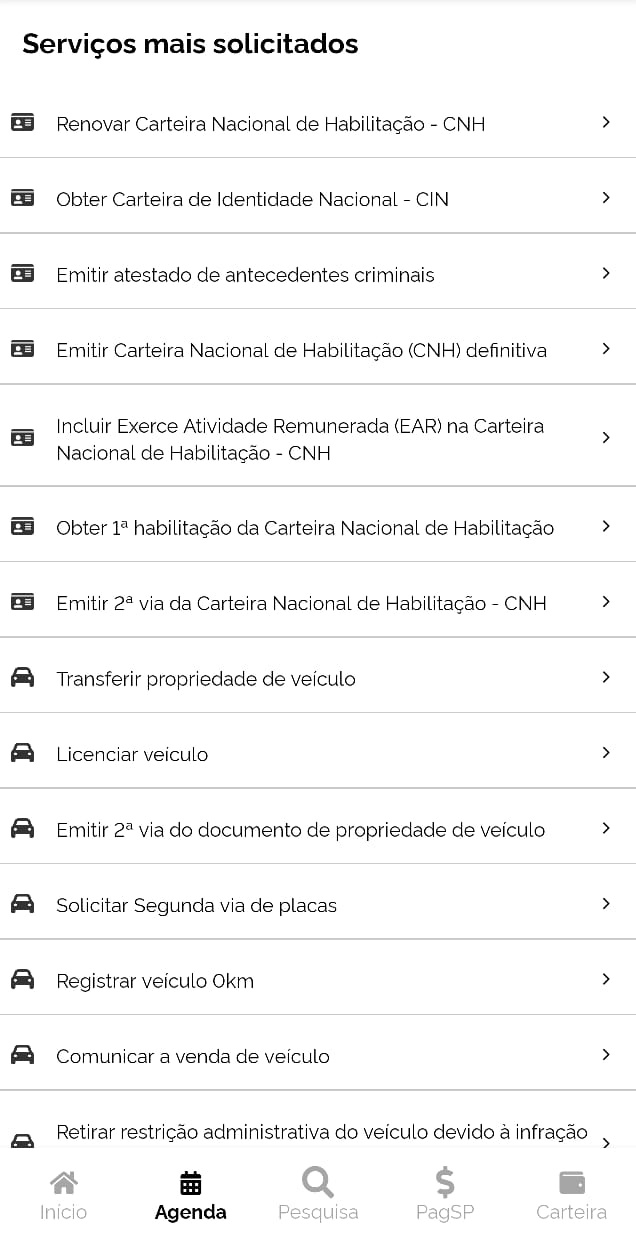 Serviços mais solicitados
Renovar Carteira Nacional de Habilitação - CNH
Obter Carteira de Identidade Nacional - CIN
Emitir atestado de antecedentes criminais
Emitir Carteira Nacional de Habilitação (CNH) definitiva
Incluir Exerce Atividade Remunerada (EAR) na Carteira
Nacional de Habilitação - CNH
Obter 1ª habilitação da Carteira Nacional de Habilitação
Emitir 2ª via da Carteira Nacional de Habilitação - CNH
Transferir propriedade de veículo
Licenciar veículo
Emitir 2ª via do documento de propriedade de veículo
Solicitar Segunda via de placas
Registrar veículo 0km
Comunicar a venda de veículo
Retirar restrição administrativa do veículo devido à infração
Início
Agenda
Pesquisa
PagSP
Carteira